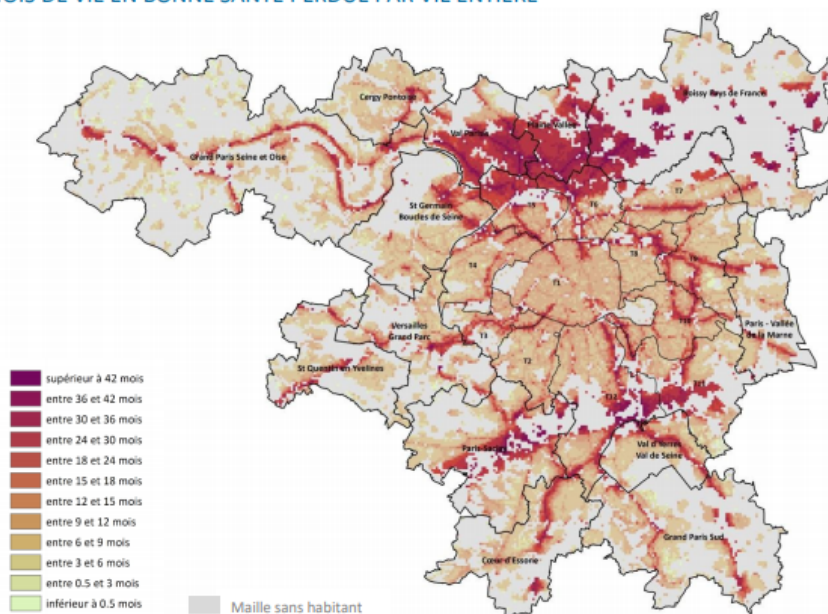 MOIS DE VIE EN BONNE SANTÉ PERDUE PAR VIE ENTIÈRE
Cergy Pontoise
Roissy Pays de France
Val Parisis
Plaine Vallée
Grand Paris Seine et Oise
T7
St Germain
Boucles de Seine
T5
T6
T4
T8
T9
T1
Versailles
Grand Parc
T3
Paris - Vallée
de la Marne
T2
St Quentin en Yvelines
T12
T11
Paris Saclay
Val d'Yerres
Val de Seine
Grand Paris Sud
Cœur d'Essonne
supérieur à 42 mois
entre 36 et 42 mois
entre 30 et 36 mois
entre 24 et 30 mois
entre 18 et 24 mois
entre 15 et 18 mois
entre 12 et 15 mois
entre 9 et 12 mois
entre 6 et 9 mois
entre 3 et 6 mois
entre 0.5 et 3 mois
inférieur à 0.5 mois
Maille sans habitant